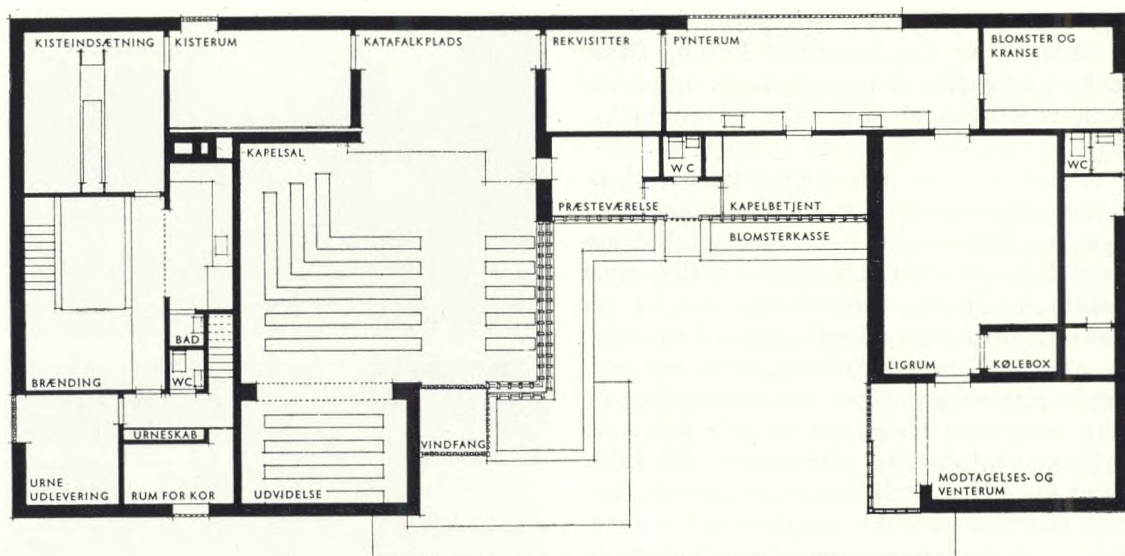 KISTEINDSÆTNING
KISTERUM
KATAFALKPLADS
REKVISITTER
PYNTERUM
BLOMSTER OG
KRANSE
KAPELSAL
WC
WC
PRÆSTEVÆRELSE
KAPELBETJENT
BLOMSTERKASSE
BAD
WC
BRÆNDING
LIGRUM
KØLEBOX
URNESKAB
VINDFANG
URNE
UDLEVERING
RUM FOR KOR
UDVIDELSE
MODTAGELSES- OG
VENTERUM